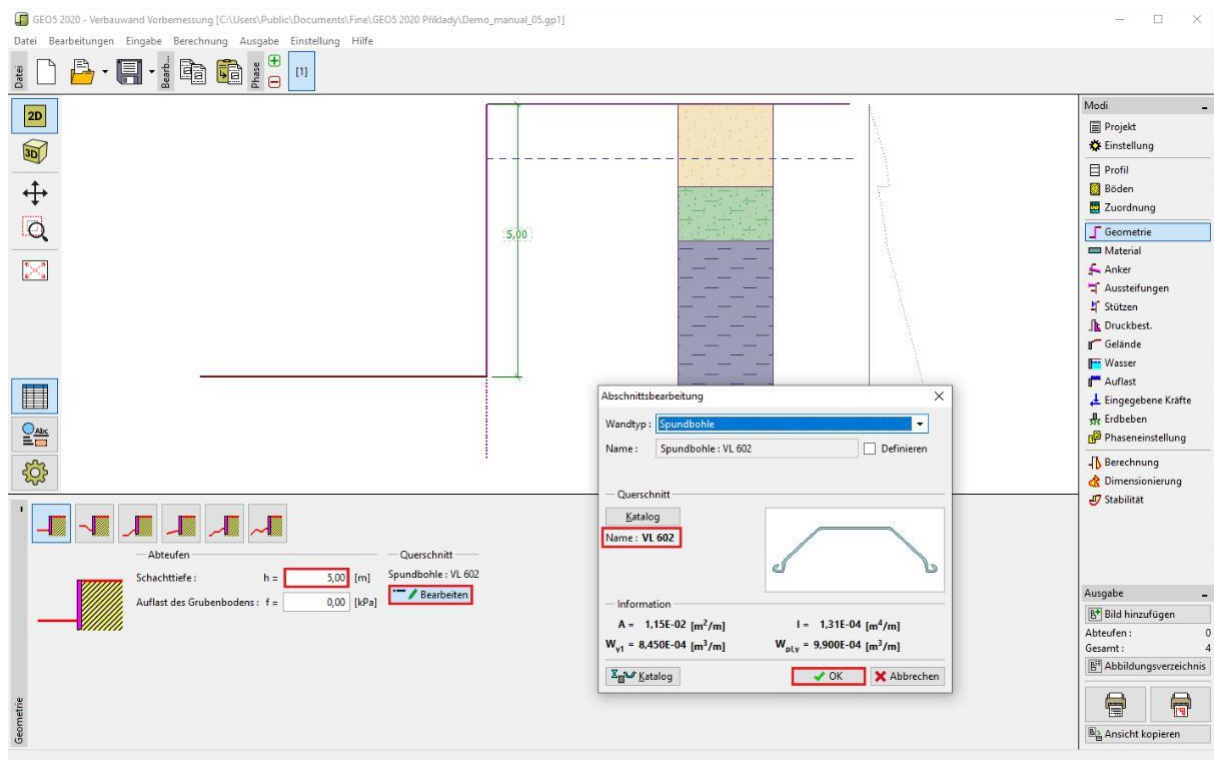 GEO5 2020 - Verbauwand Vorbemessung [C:\Users\Public\Documents\Fine\GEO5 2020 Příklady\Demo_manual_05.gp1]
Datei Bearbeitungen Eingabe Berechnung Ausgabe Einstellung Hilfe
Datei
Bearb...
Phase
[1]
2D
3D
5,00
Modi
Projekt
Einstellung
Profil
Böden
Zuordnung
Geometrie
Material
Anker
Aussteifungen
Stützen
Druckbest.
Gelände
Wasser
Auflast
Eingegebene Kräfte
Erdbeben
Phaseneinstellung
Berechnung
Dimensionierung
Stabilität
Abschnittsbearbeitung
Wandtyp : Spundbohle
Name : Spundbohle : VL 602 Definieren
Querschnitt
Katalog
Name : VL 602
Information
A = 1,15E-02 [m²/m] I = 1,31E-04 [m⁴/m]
Wy1 = 8,450E-04 [m³/m] Wpl,y = 9,900E-04 [m³/m]
Katalog OK Abbrechen
Abteufen
Schachttiefe : h = 5,00 [m]
Auflast des Grubenbodens : f = 0,00 [kPa]
Querschnitt
Spundbohle : VL 602
Bearbeiten
Geometrie
Ausgabe
Bild hinzufügen
Abteufen : 0
Gesamt : 4
Abbildungsverzeichnis
Ansicht kopieren